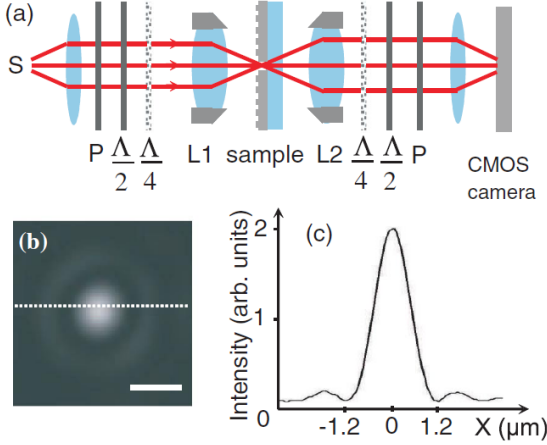 (a)
S
P Λ/2 Λ/4 L1 sample L2 Λ/4 Λ/2 P
CMOS
camera
(b)
(c)
Intensity (arb. units)
2
1
0
-1.2 0 1.2 X (μm)